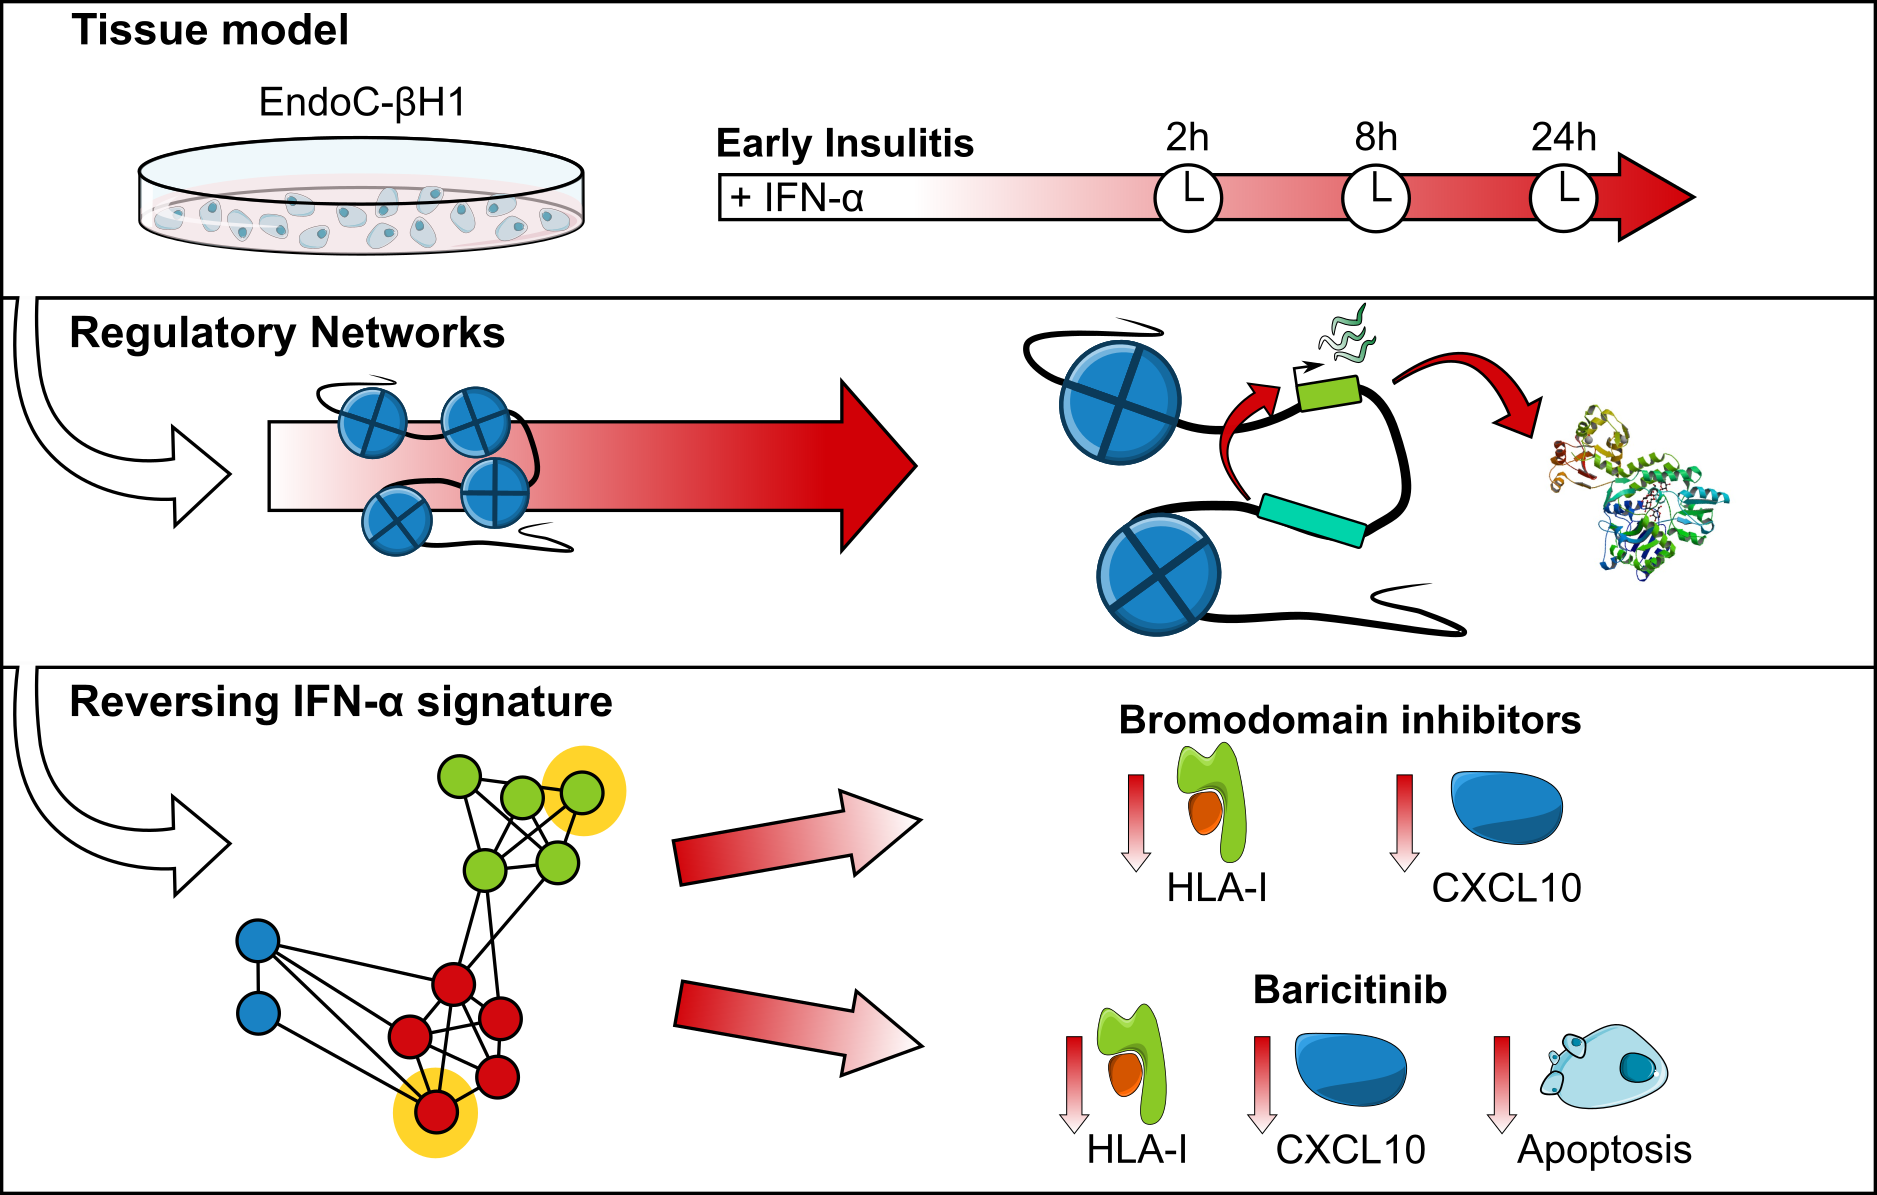 Tissue model
EndoC-βH1
Early Insulitis
2h
8h
24h
+ IFN-α
Regulatory Networks
Reversing IFN-α signature
Bromodomain inhibitors
HLA-I
CXCL10
Baricitinib
HLA-I
CXCL10
Apoptosis